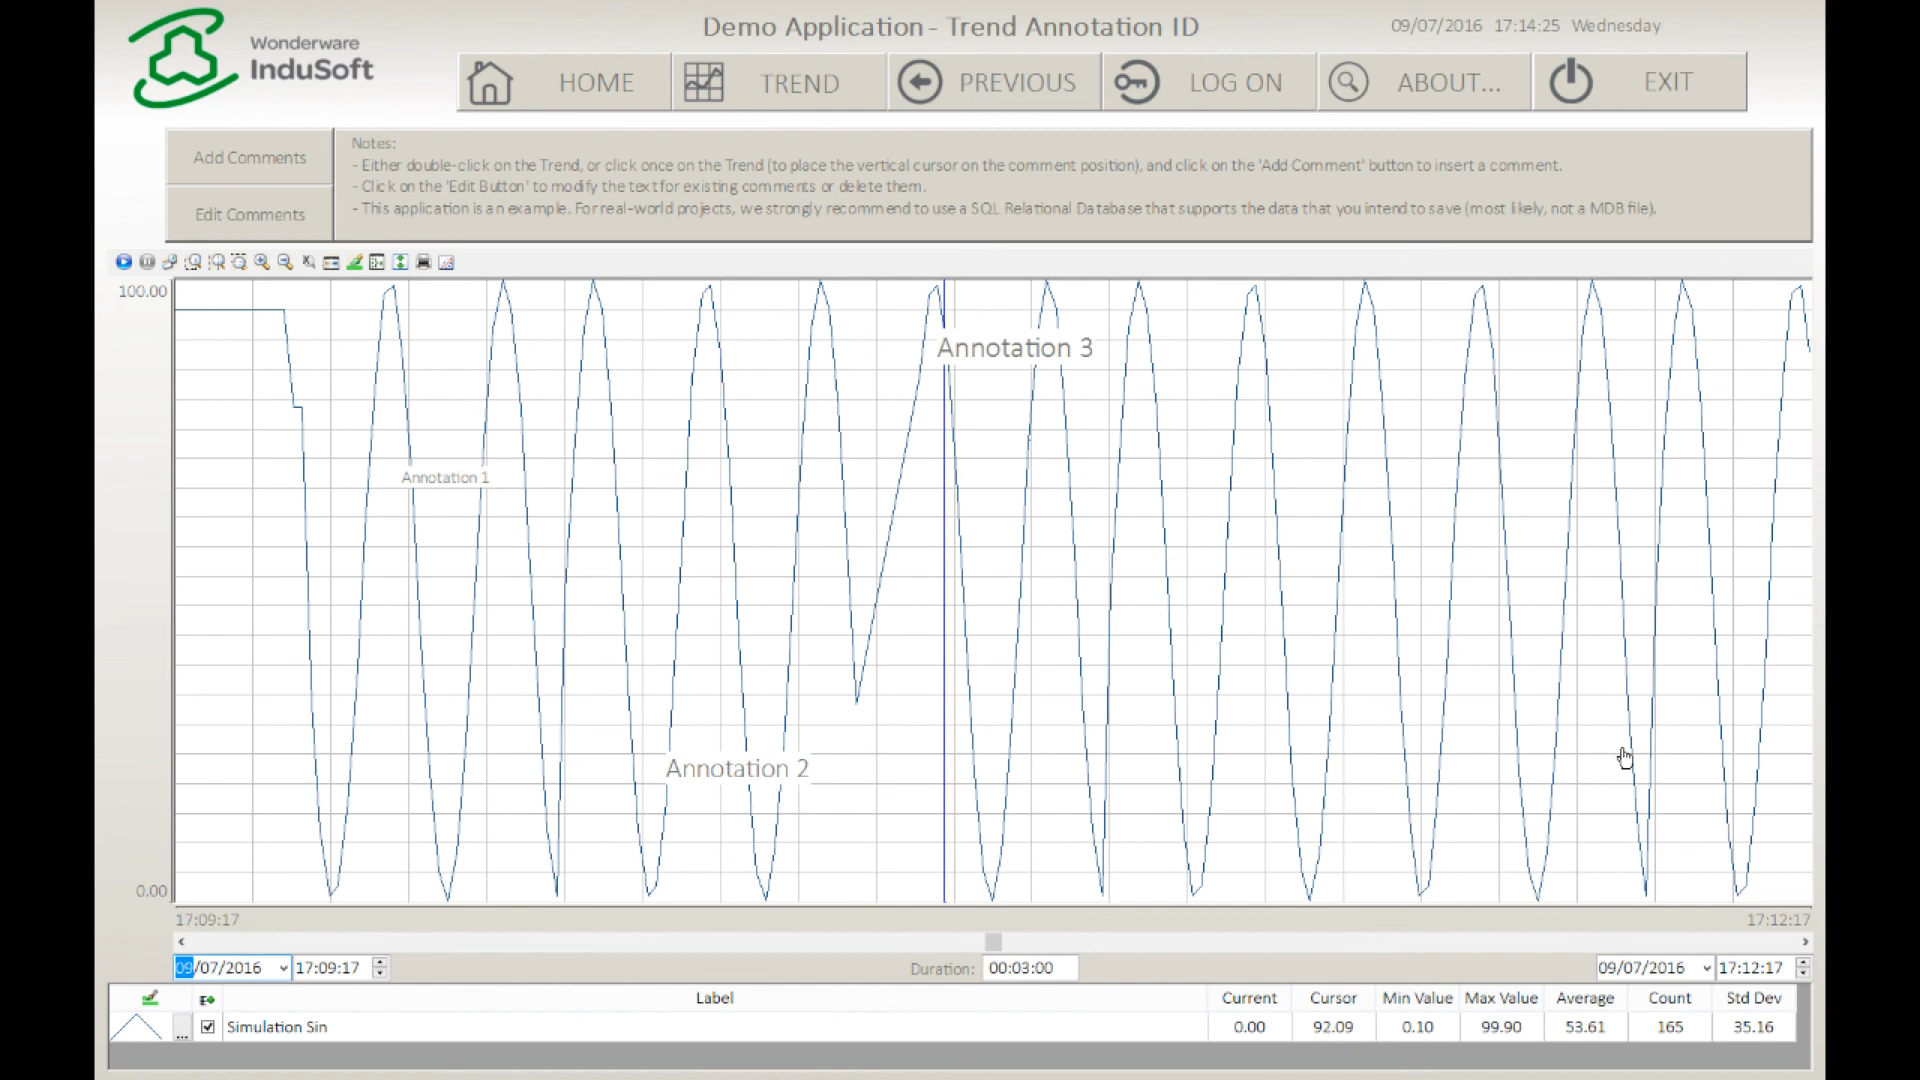 Wonderware
InduSoft
Demo Application - Trend Annotation ID
09/07/2016 17:14:25 Wednesday
HOME
TREND
PREVIOUS
LOG ON
ABOUT...
EXIT
Add Comments
Edit Comments
Notes:
- Either double-click on the Trend, or click once on the Trend (to place the vertical cursor on the comment position), and click on the 'Add Comment' button to insert a comment.
- Click on the 'Edit Button' to modify the text for existing comments or delete them.
- This application is an example. For real-world projects, we strongly recommend to use a SQL Relational Database that supports the data that you intend to save (most likely, not a MDB file).
100.00
Annotation 3
Annotation 1
Annotation 2
0.00
17:09:17 17:12:17
09/07/2016 17:09:17 Duration: 00:03:00 09/07/2016 17:12:17
Label Current Cursor Min Value Max Value Average Count Std Dev
... Simulation Sin 0.00 92.09 0.10 99.90 53.61 165 35.16